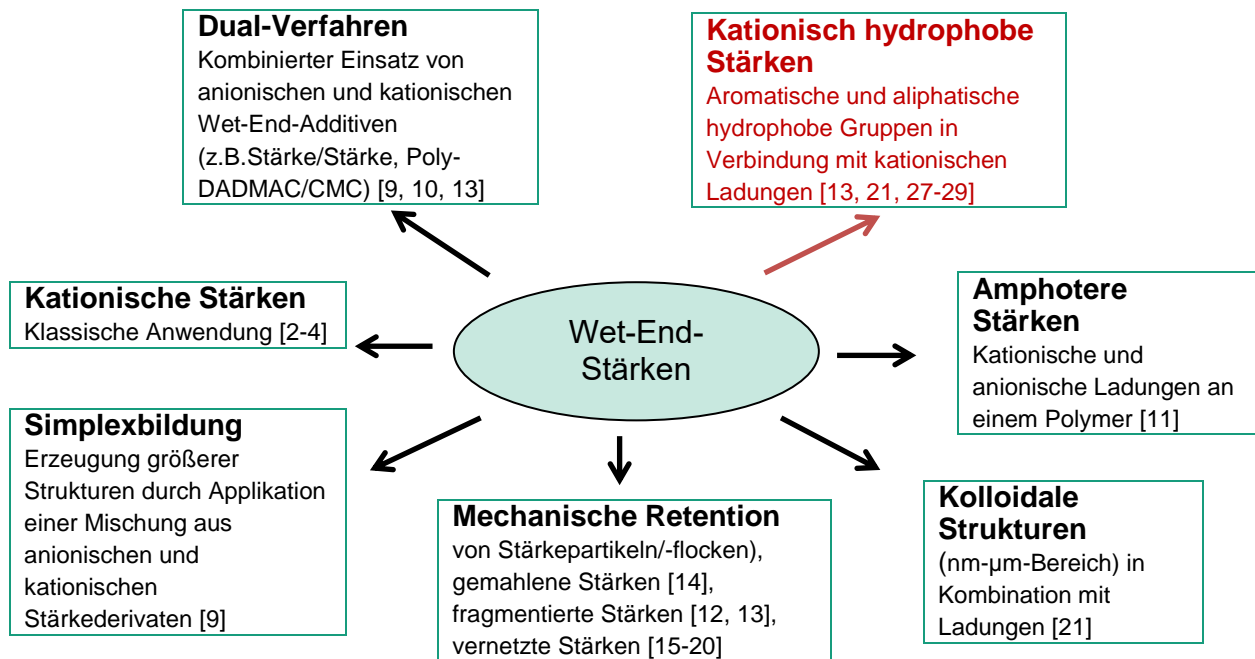 Dual-Verfahren
Kombinierter Einsatz von
anionischen und kationischen
Wet-End-Additiven
(z.B.Stärke/Stärke, Poly-
DADMAC/CMC) [9, 10, 13]
Kationisch hydrophobe
Stärken
Aromatische und aliphatische
hydrophobe Gruppen in
Verbindung mit kationischen
Ladungen [13, 21, 27-29]
Kationische Stärken
Klassische Anwendung [2-4]
Wet-End-
Stärken
Amphotere
Stärken
Kationische und
anionische Ladungen an
einem Polymer [11]
Simplexbildung
Erzeugung größerer
Strukturen durch Applikation
einer Mischung aus
anionischen und
kationischen
Stärkederivaten [9]
Mechanische Retention
von Stärkepartikeln/-flocken),
gemahlene Stärken [14],
fragmentierte Stärken [12, 13],
vernetzte Stärken [15-20]
Kolloidale
Strukturen
(nm-µm-Bereich) in
Kombination mit
Ladungen [21]